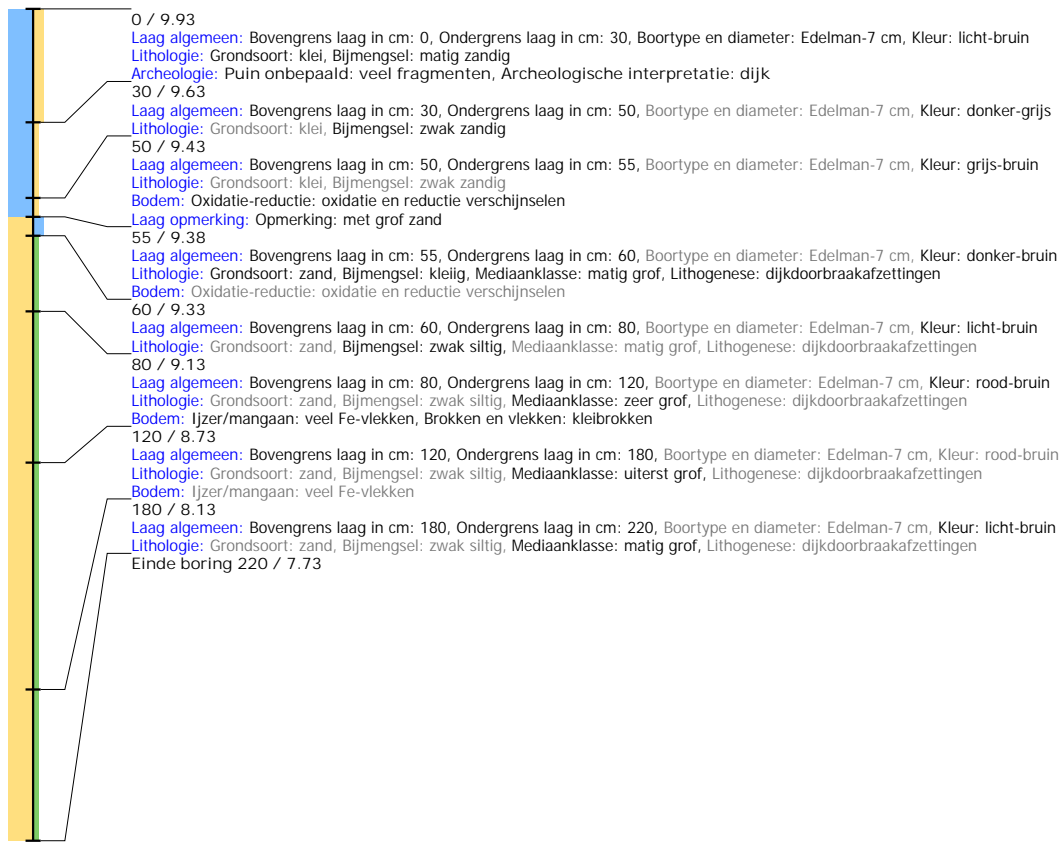 0 / 9.93
Laag algemeen: Bovengrens laag in cm: 0, Ondergrens laag in cm: 30, Boortype en diameter: Edelman-7 cm, Kleur: licht-bruin
Lithologie: Grondsoort: klei, Bijmengsel: matig zandig
Archeologie: Puin onbepaald: veel fragmenten, Archeologische interpretatie: dijk
30 / 9.63
Laag algemeen: Bovengrens laag in cm: 30, Ondergrens laag in cm: 50, Boortype en diameter: Edelman-7 cm, Kleur: donker-grijs
Lithologie: Grondsoort: klei, Bijmengsel: zwak zandig
50 / 9.43
Laag algemeen: Bovengrens laag in cm: 50, Ondergrens laag in cm: 55, Boortype en diameter: Edelman-7 cm, Kleur: grijs-bruin
Lithologie: Grondsoort: klei, Bijmengsel: zwak zandig
Bodem: Oxidatie-reductie: oxidatie en reductie verschijnselen
Laag opmerking: Opmerking: met grof zand
55 / 9.38
Laag algemeen: Bovengrens laag in cm: 55, Ondergrens laag in cm: 60, Boortype en diameter: Edelman-7 cm, Kleur: donker-bruin
Lithologie: Grondsoort: zand, Bijmengsel: kleiig, Mediaanklasse: matig grof, Lithogenese: dijkdoorbraakafzettingen
Bodem: Oxidatie-reductie: oxidatie en reductie verschijnselen
60 / 9.33
Laag algemeen: Bovengrens laag in cm: 60, Ondergrens laag in cm: 80, Boortype en diameter: Edelman-7 cm, Kleur: licht-bruin
Lithologie: Grondsoort: zand, Bijmengsel: zwak siltig, Mediaanklasse: matig grof, Lithogenese: dijkdoorbraakafzettingen
80 / 9.13
Laag algemeen: Bovengrens laag in cm: 80, Ondergrens laag in cm: 120, Boortype en diameter: Edelman-7 cm, Kleur: rood-bruin
Lithologie: Grondsoort: zand, Bijmengsel: zwak siltig, Mediaanklasse: zeer grof, Lithogenese: dijkdoorbraakafzettingen
Bodem: Ijzer/mangaan: veel Fe-vlekken, Brokken en vlekken: kleibrokken
120 / 8.73
Laag algemeen: Bovengrens laag in cm: 120, Ondergrens laag in cm: 180, Boortype en diameter: Edelman-7 cm, Kleur: rood-bruin
Lithologie: Grondsoort: zand, Bijmengsel: zwak siltig, Mediaanklasse: uiterst grof, Lithogenese: dijkdoorbraakafzettingen
Bodem: Ijzer/mangaan: veel Fe-vlekken
180 / 8.13
Laag algemeen: Bovengrens laag in cm: 180, Ondergrens laag in cm: 220, Boortype en diameter: Edelman-7 cm, Kleur: licht-bruin
Lithologie: Grondsoort: zand, Bijmengsel: zwak siltig, Mediaanklasse: matig grof, Lithogenese: dijkdoorbraakafzettingen
Einde boring 220 / 7.73